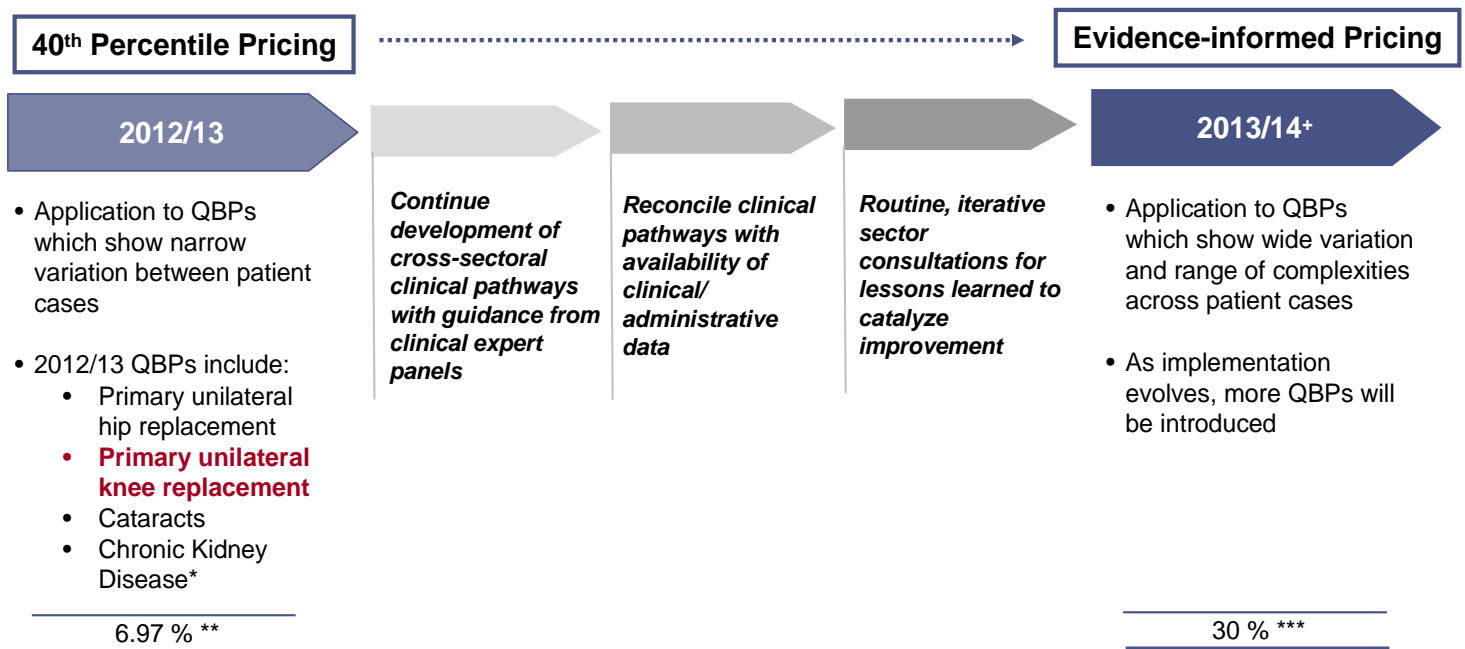 40th Percentile Pricing
Evidence-informed Pricing
2012/13
2013/14+
• Application to QBPs
which show narrow
variation between patient
cases
• 2012/13 QBPs include:
• Primary unilateral
hip replacement
• Primary unilateral
knee replacement
• Cataracts
• Chronic Kidney
Disease*
6.97 % **
Continue
development of
cross-sectoral
clinical pathways
with guidance from
clinical expert
panels
Reconcile clinical
pathways with
availability of
clinical/
administrative
data
Routine, iterative
sector
consultations for
lessons learned to
catalyze
improvement
• Application to QBPs
which show wide variation
and range of complexities
across patient cases
• As implementation
evolves, more QBPs will
be introduced
30 % ***